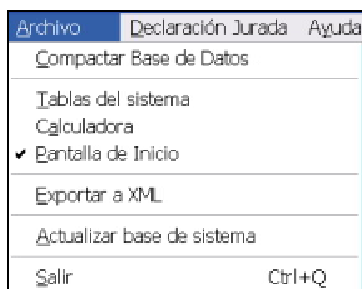 Archivo Declaración Jurada Ayuda
Compactar Base de Datos
Tablas del sistema
Calculadora
Pantalla de Inicio
Exportar a XML
Actualizar base de sistema
Salir Ctrl+Q